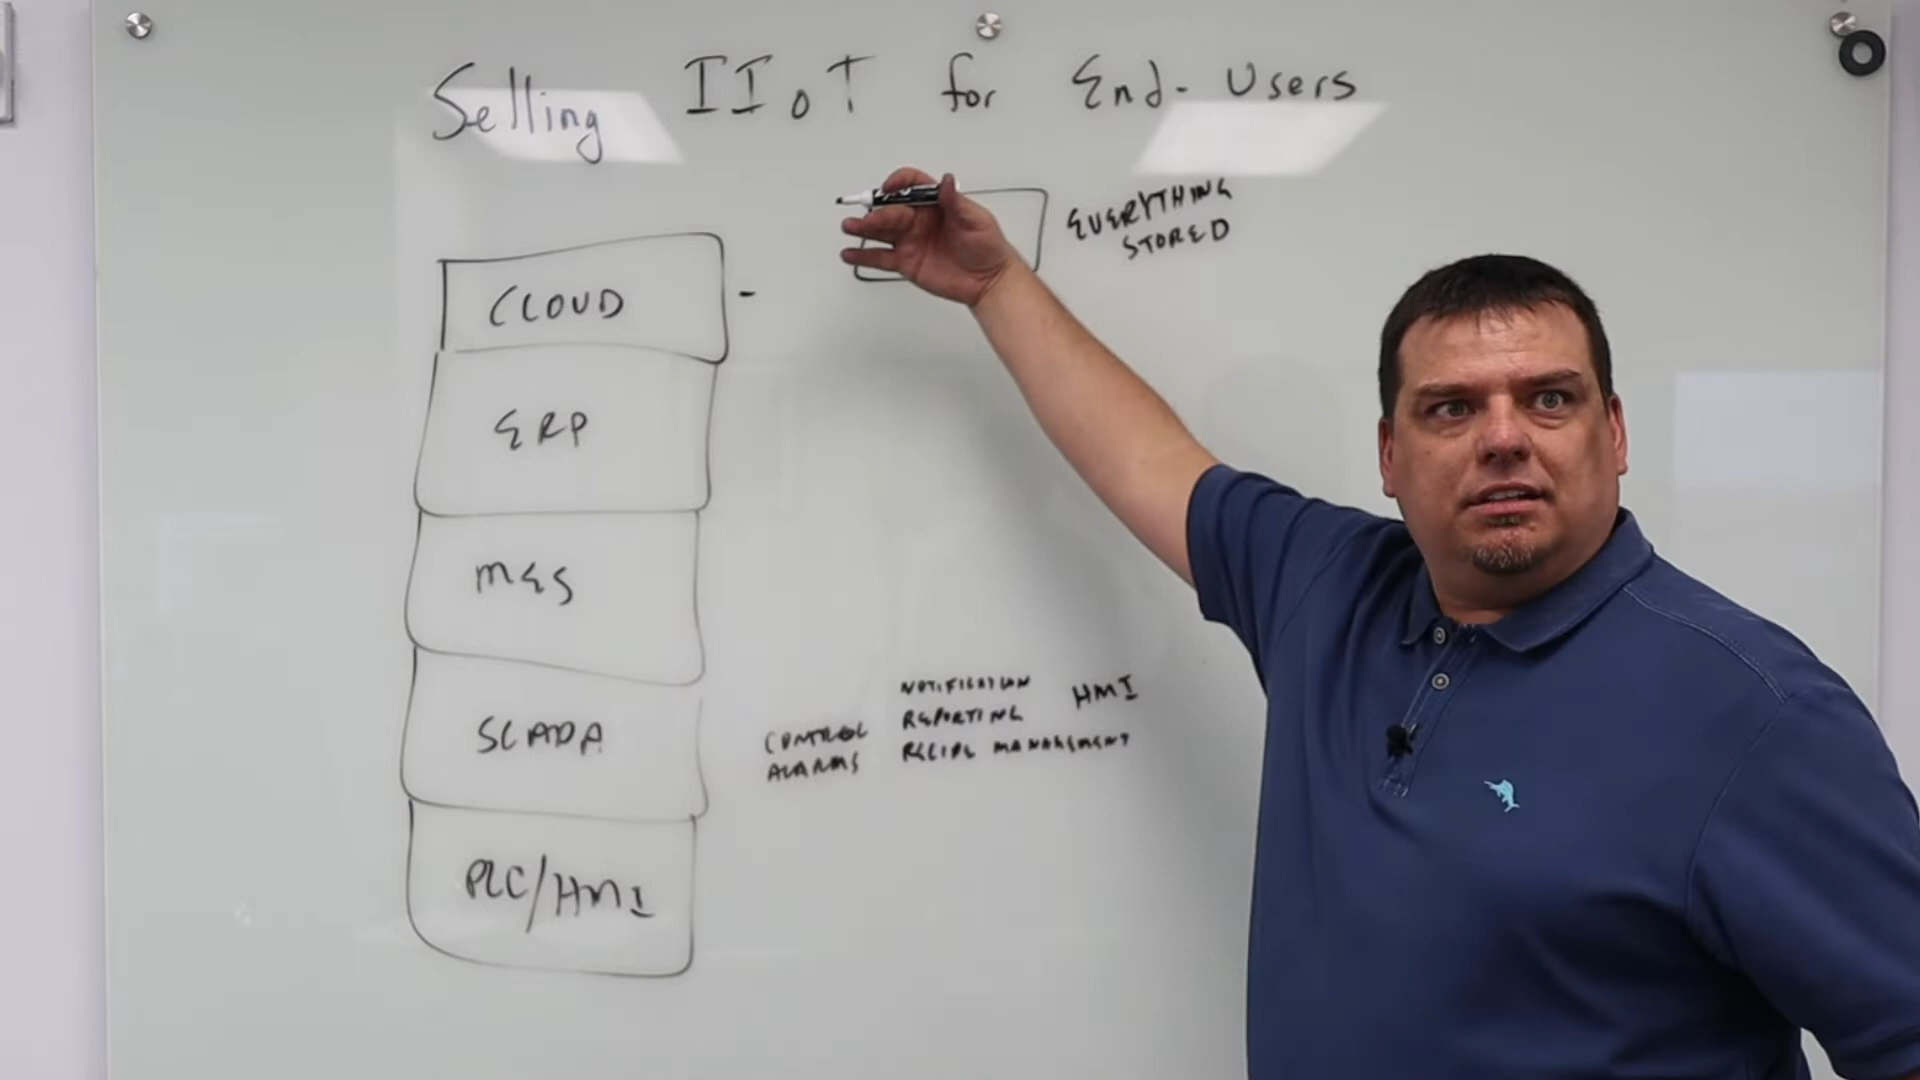 Selling IIoT for End-Users
EVERYTHING
STORED
CLOUD -
ERP
MES
SCADA
CONTROL
ALARMS
NOTIFICATION
REPORTING
RECIPE MANAGEMENT
HMI
PLC/HMI